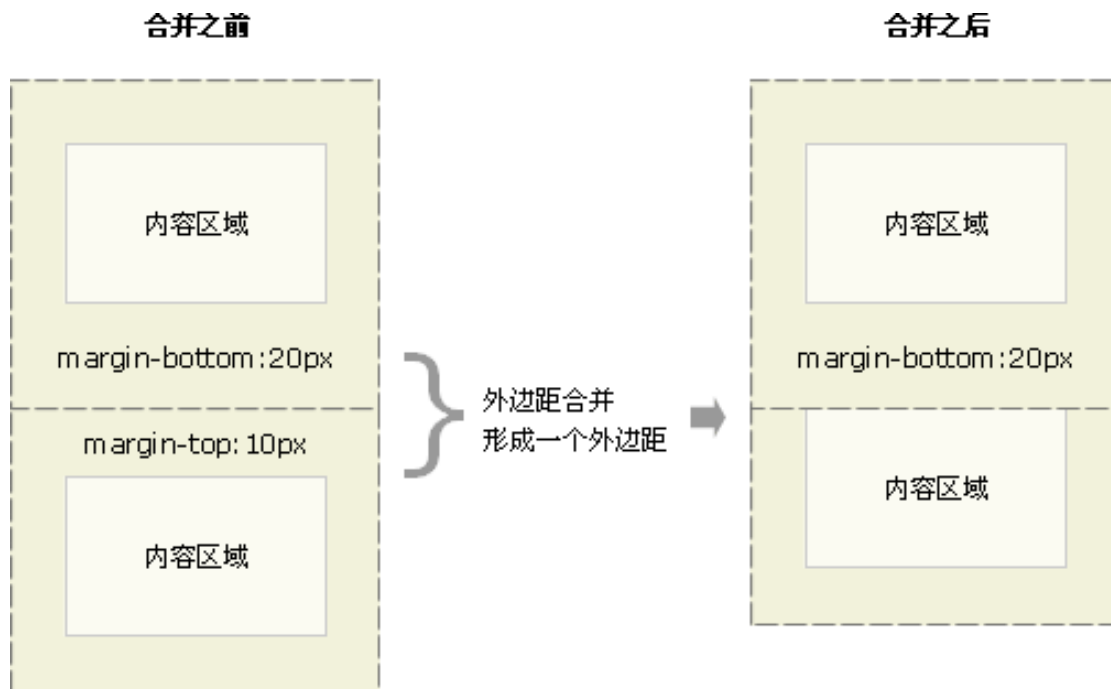 合并之前
合并之后
内容区域
margin-bottom:20px
margin-top:10px
内容区域
外边距合并
形成一个外边距
内容区域
margin-bottom:20px
内容区域